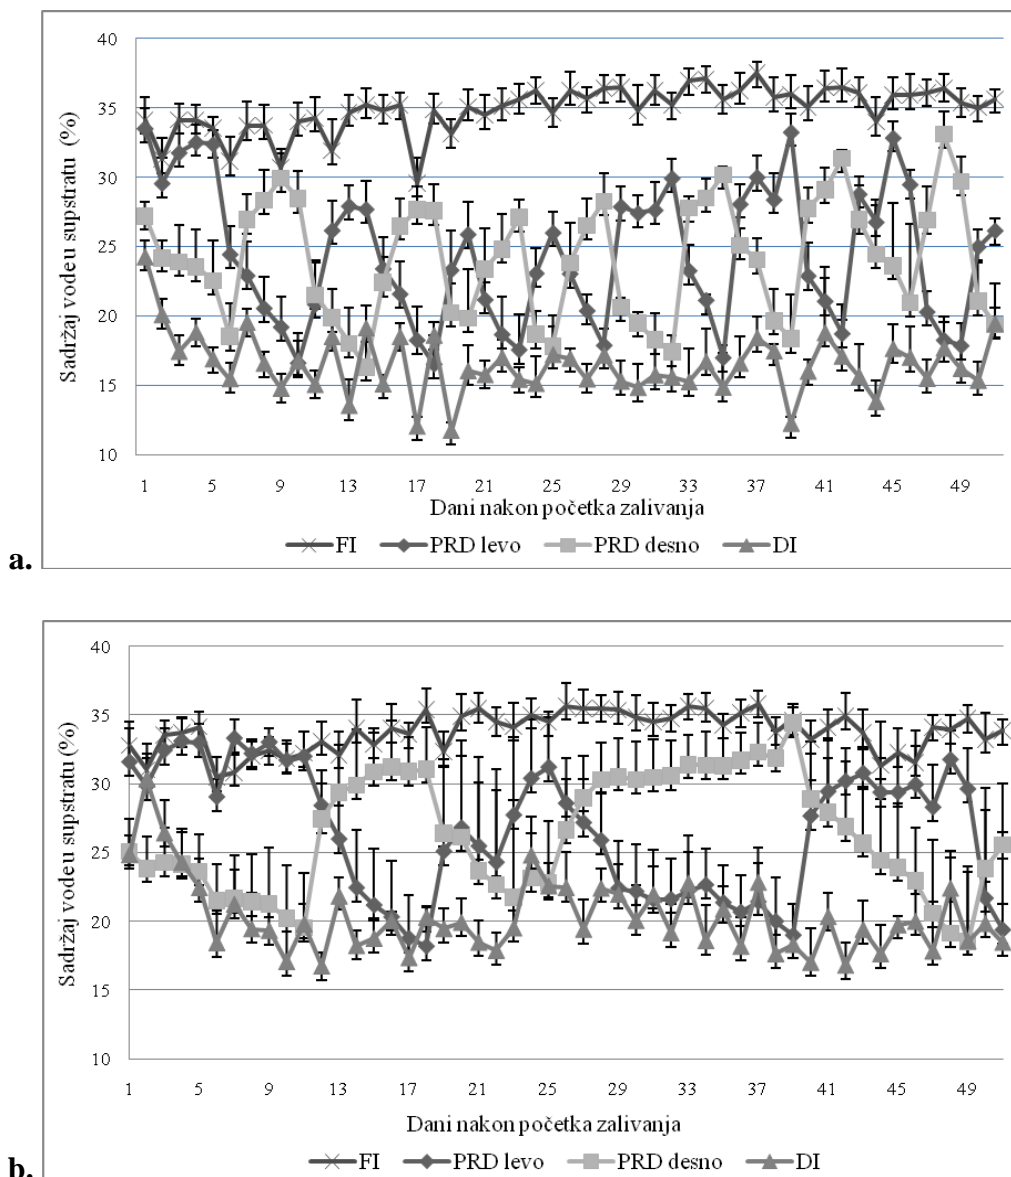 40
35
30
25
20
15
10
Sadržaj vode u supstratu (%)
1 5 9 13 17 21 25 29 33 37 41 45 49
Dani nakon početka zalivanja
FI PRD levo PRD desno DI
a.
40
35
30
25
20
15
10
Sadržaj vode u supstratu (%)
1 5 9 13 17 21 25 29 33 37 41 45 49
Dani nakon početka zalivanja
FI PRD levo PRD desno DI
b.